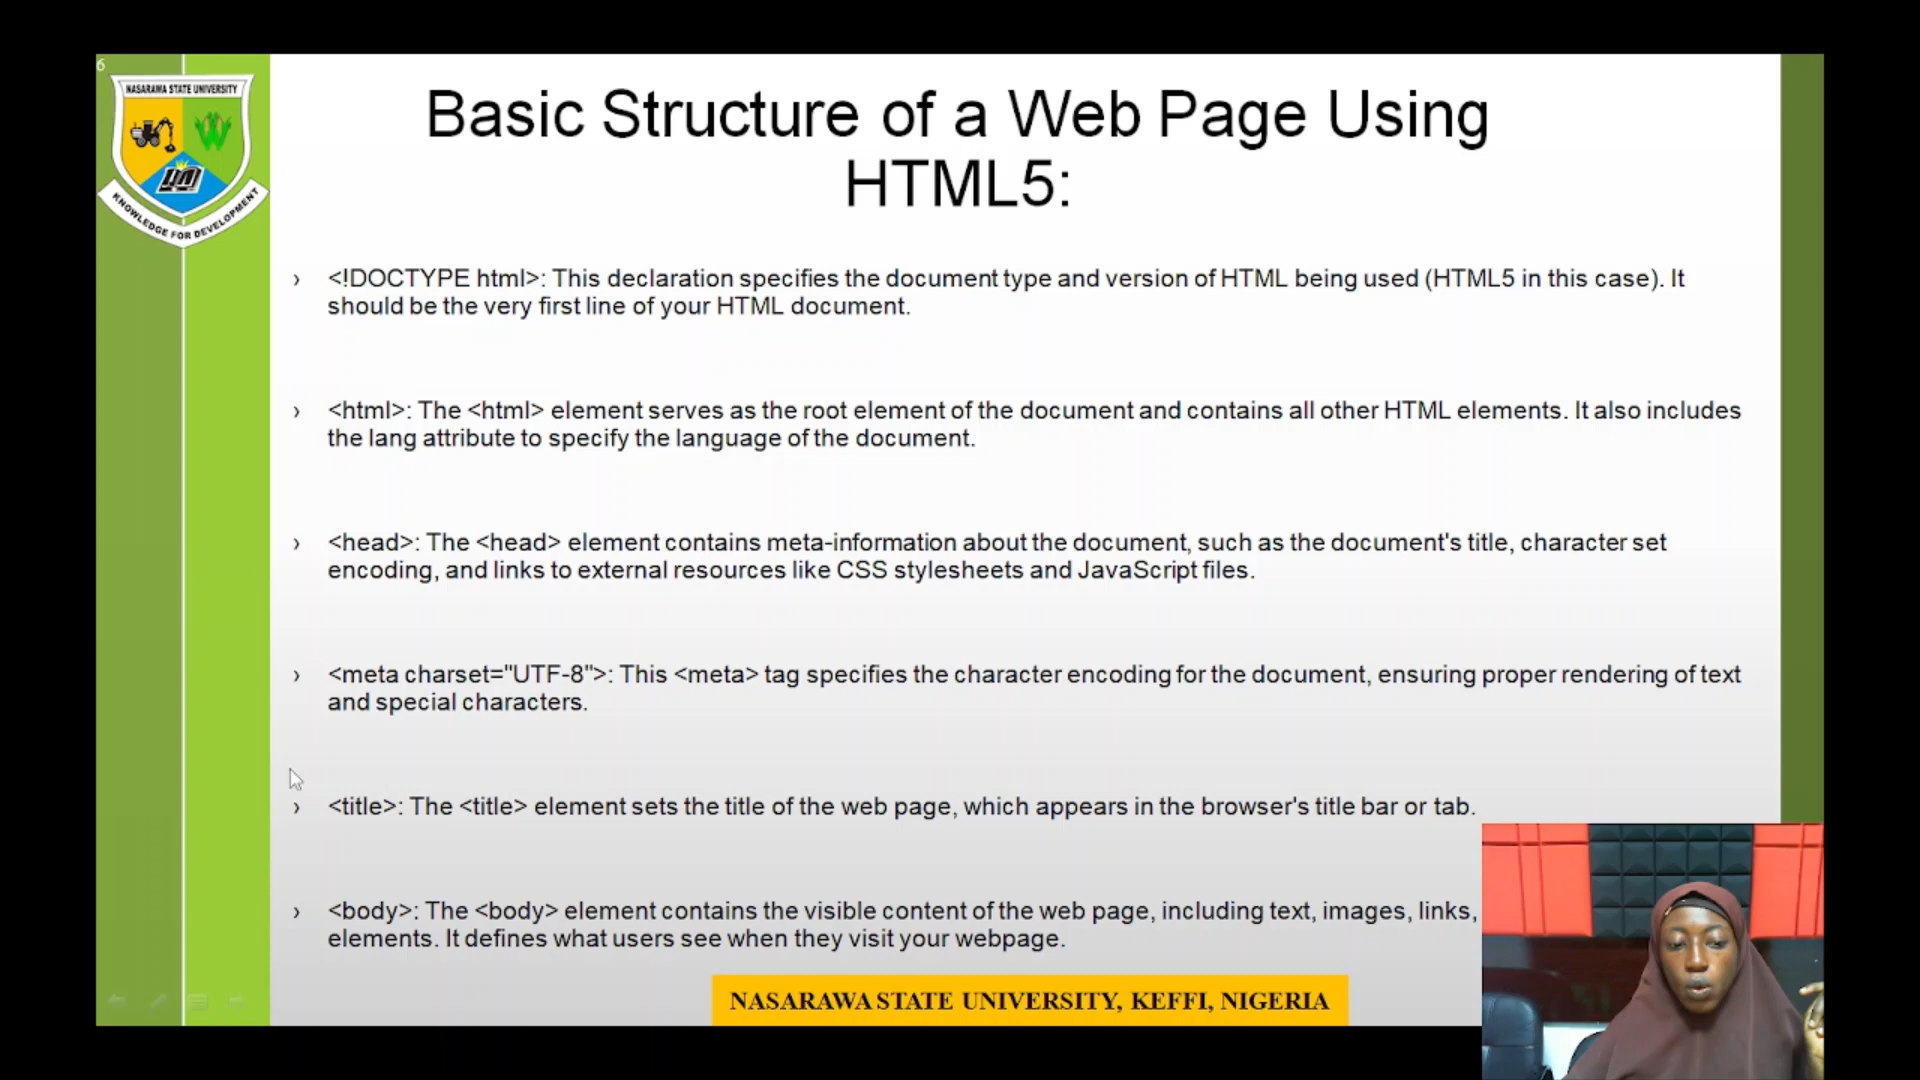 6
NASARAWA STATE UNIVERSITY
KNOWLEDGE FOR DEVELOPMENT
Basic Structure of a Web Page Using
HTML5:
› <!DOCTYPE html>: This declaration specifies the document type and version of HTML being used (HTML5 in this case). It
should be the very first line of your HTML document.
› <html>: The <html> element serves as the root element of the document and contains all other HTML elements. It also includes
the lang attribute to specify the language of the document.
› <head>: The <head> element contains meta-information about the document, such as the document's title, character set
encoding, and links to external resources like CSS stylesheets and JavaScript files.
› <meta charset="UTF-8">: This <meta> tag specifies the character encoding for the document, ensuring proper rendering of text
and special characters.
› <title>: The <title> element sets the title of the web page, which appears in the browser's title bar or tab.
› <body>: The <body> element contains the visible content of the web page, including text, images, links,
elements. It defines what users see when they visit your webpage.
NASARAWA STATE UNIVERSITY, KEFFI, NIGERIA